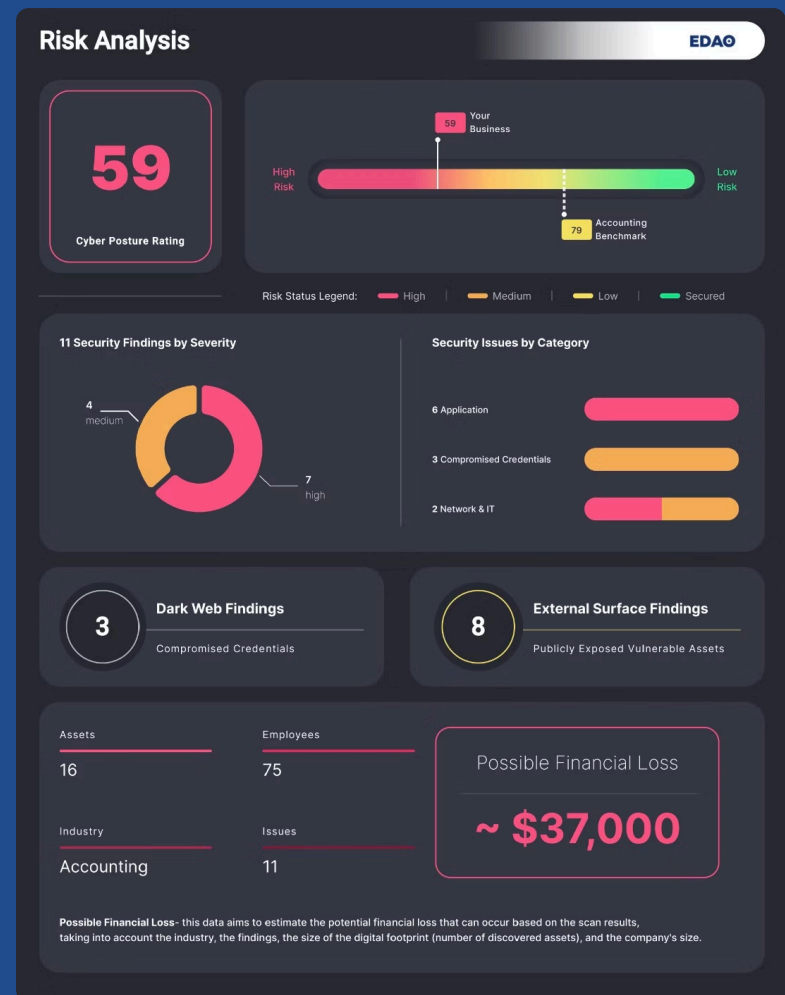 Risk Analysis
EDAO
59
Cyber Posture Rating
59
Your
Business
High
Risk
Low
Risk
79
Accounting
Benchmark
Risk Status Legend:
High
Medium
Low
Secured
11 Security Findings by Severity
4
medium
7
high
Security Issues by Category
6 Application
3 Compromised Credentials
2 Network & IT
3
Dark Web Findings
Compromised Credentials
8
External Surface Findings
Publicly Exposed Vulnerable Assets
Assets
16
Employees
75
Industry
Accounting
Issues
11
Possible Financial Loss
~ $37,000
Possible Financial Loss- this data aims to estimate the potential financial loss that can occur based on the scan results,
taking into account the industry, the findings, the size of the digital footprint (number of discovered assets), and the company's size.